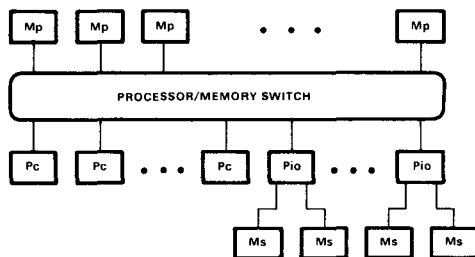 Mp Mp Mp • • • Mp
PROCESSOR/MEMORY SWITCH
Pc Pc • • • Pc Pio • • • Pio
Ms Ms Ms Ms